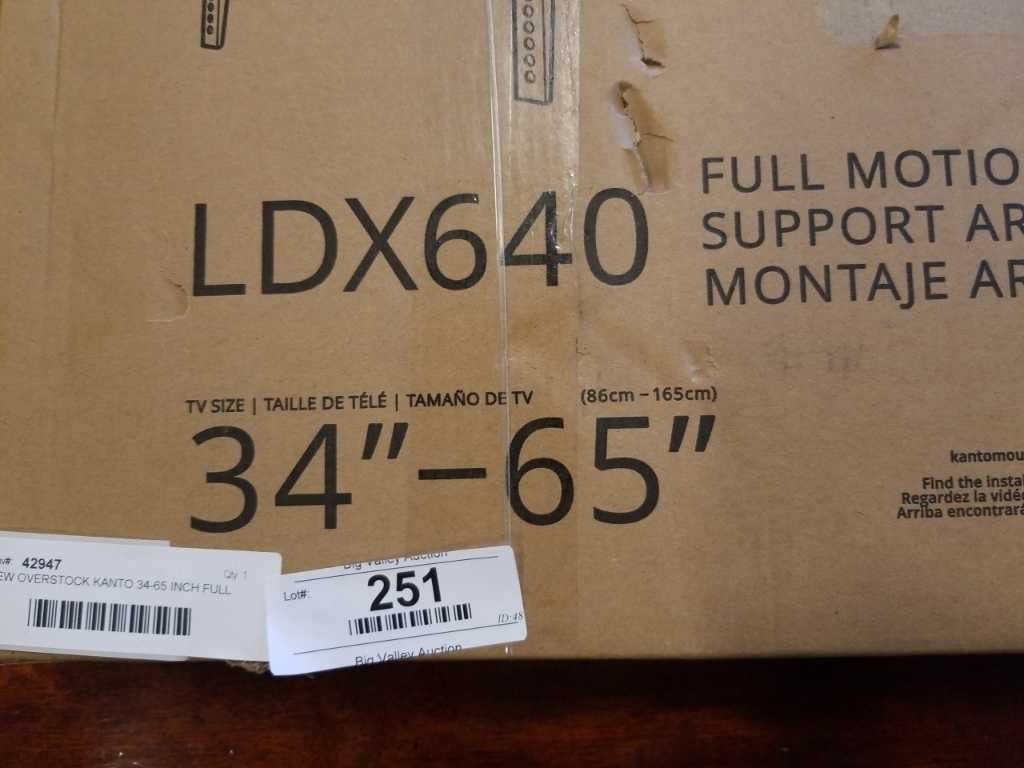 LDX640
FULL MOTIO
SUPPORT AR
MONTAJE AR
TV SIZE | TAILLE DE TÉLÉ | TAMAÑO DE TV (86cm – 165cm)
34” – 65”
kantomou
Find the instal
Regardez la vidé
Arriba encontrará
v#: 42947
Qty: 1
EW OVERSTOCK KANTO 34-65 INCH FULL
Big Valley Auction
Lot#: 251
ID:48
Big Valley Auction